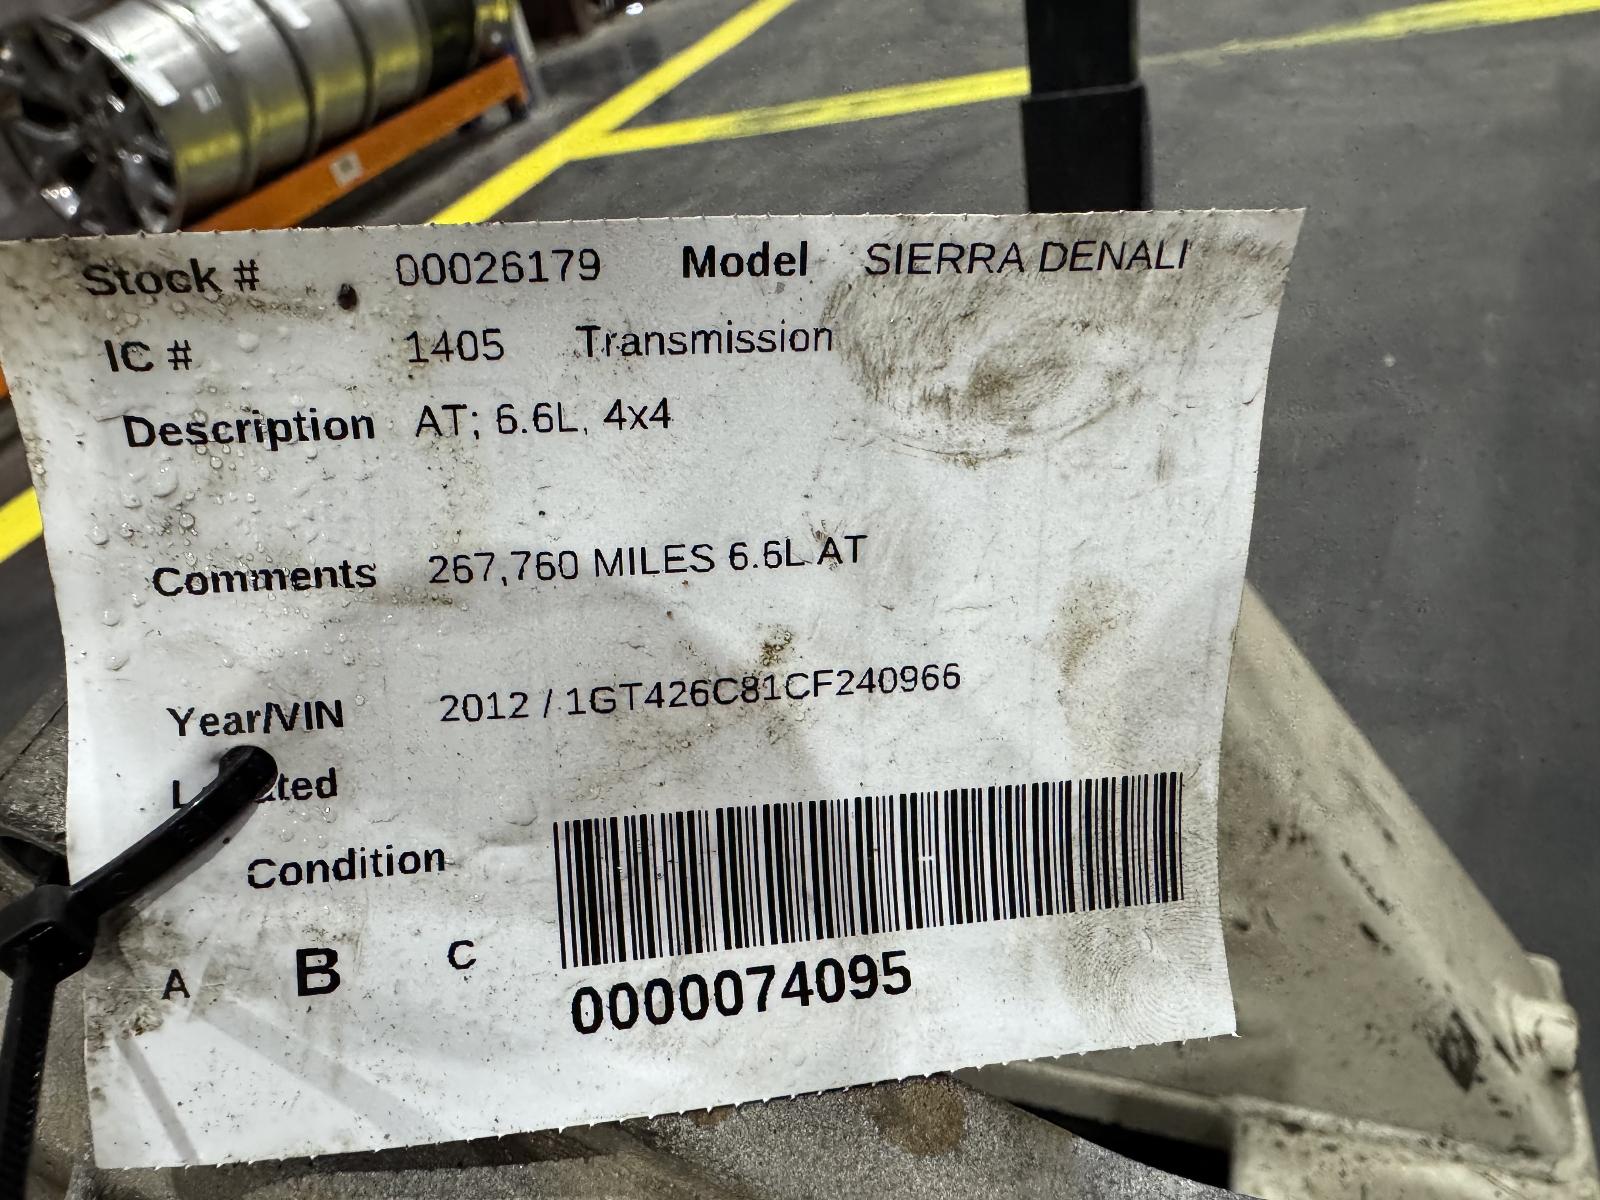 Stock # 00026179 Model SIERRA DENALI
IC # 1405 Transmission
Description AT; 6.6L, 4x4
Comments 267,760 MILES 6.6L AT
Year/VIN 2012 / 1GT426C81CF240966
Condition
A B C
0000074095